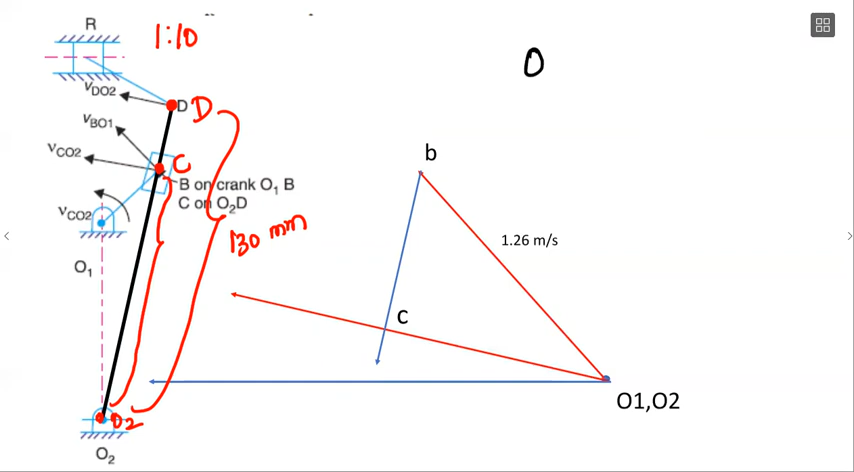 R
1:10
O
vDO2
D D
vBO1
b
vCO2
C
B on crank O1 B
C on O2D
vCO2
130 mm
1.26 m/s
O1
c
O1,O2
O2
O2